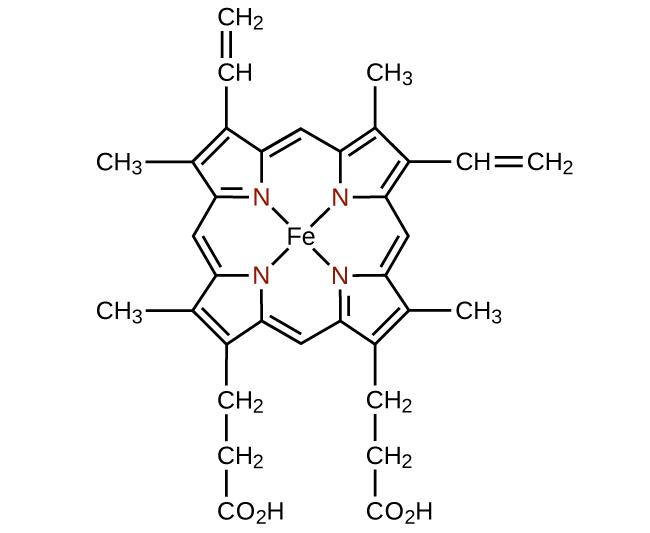 CH₂
CH CH₃
CH₃ CH CH₂
N N
Fe
N N
CH₃ CH₃
CH₂ CH₂
CH₂ CH₂
CO₂H CO₂H